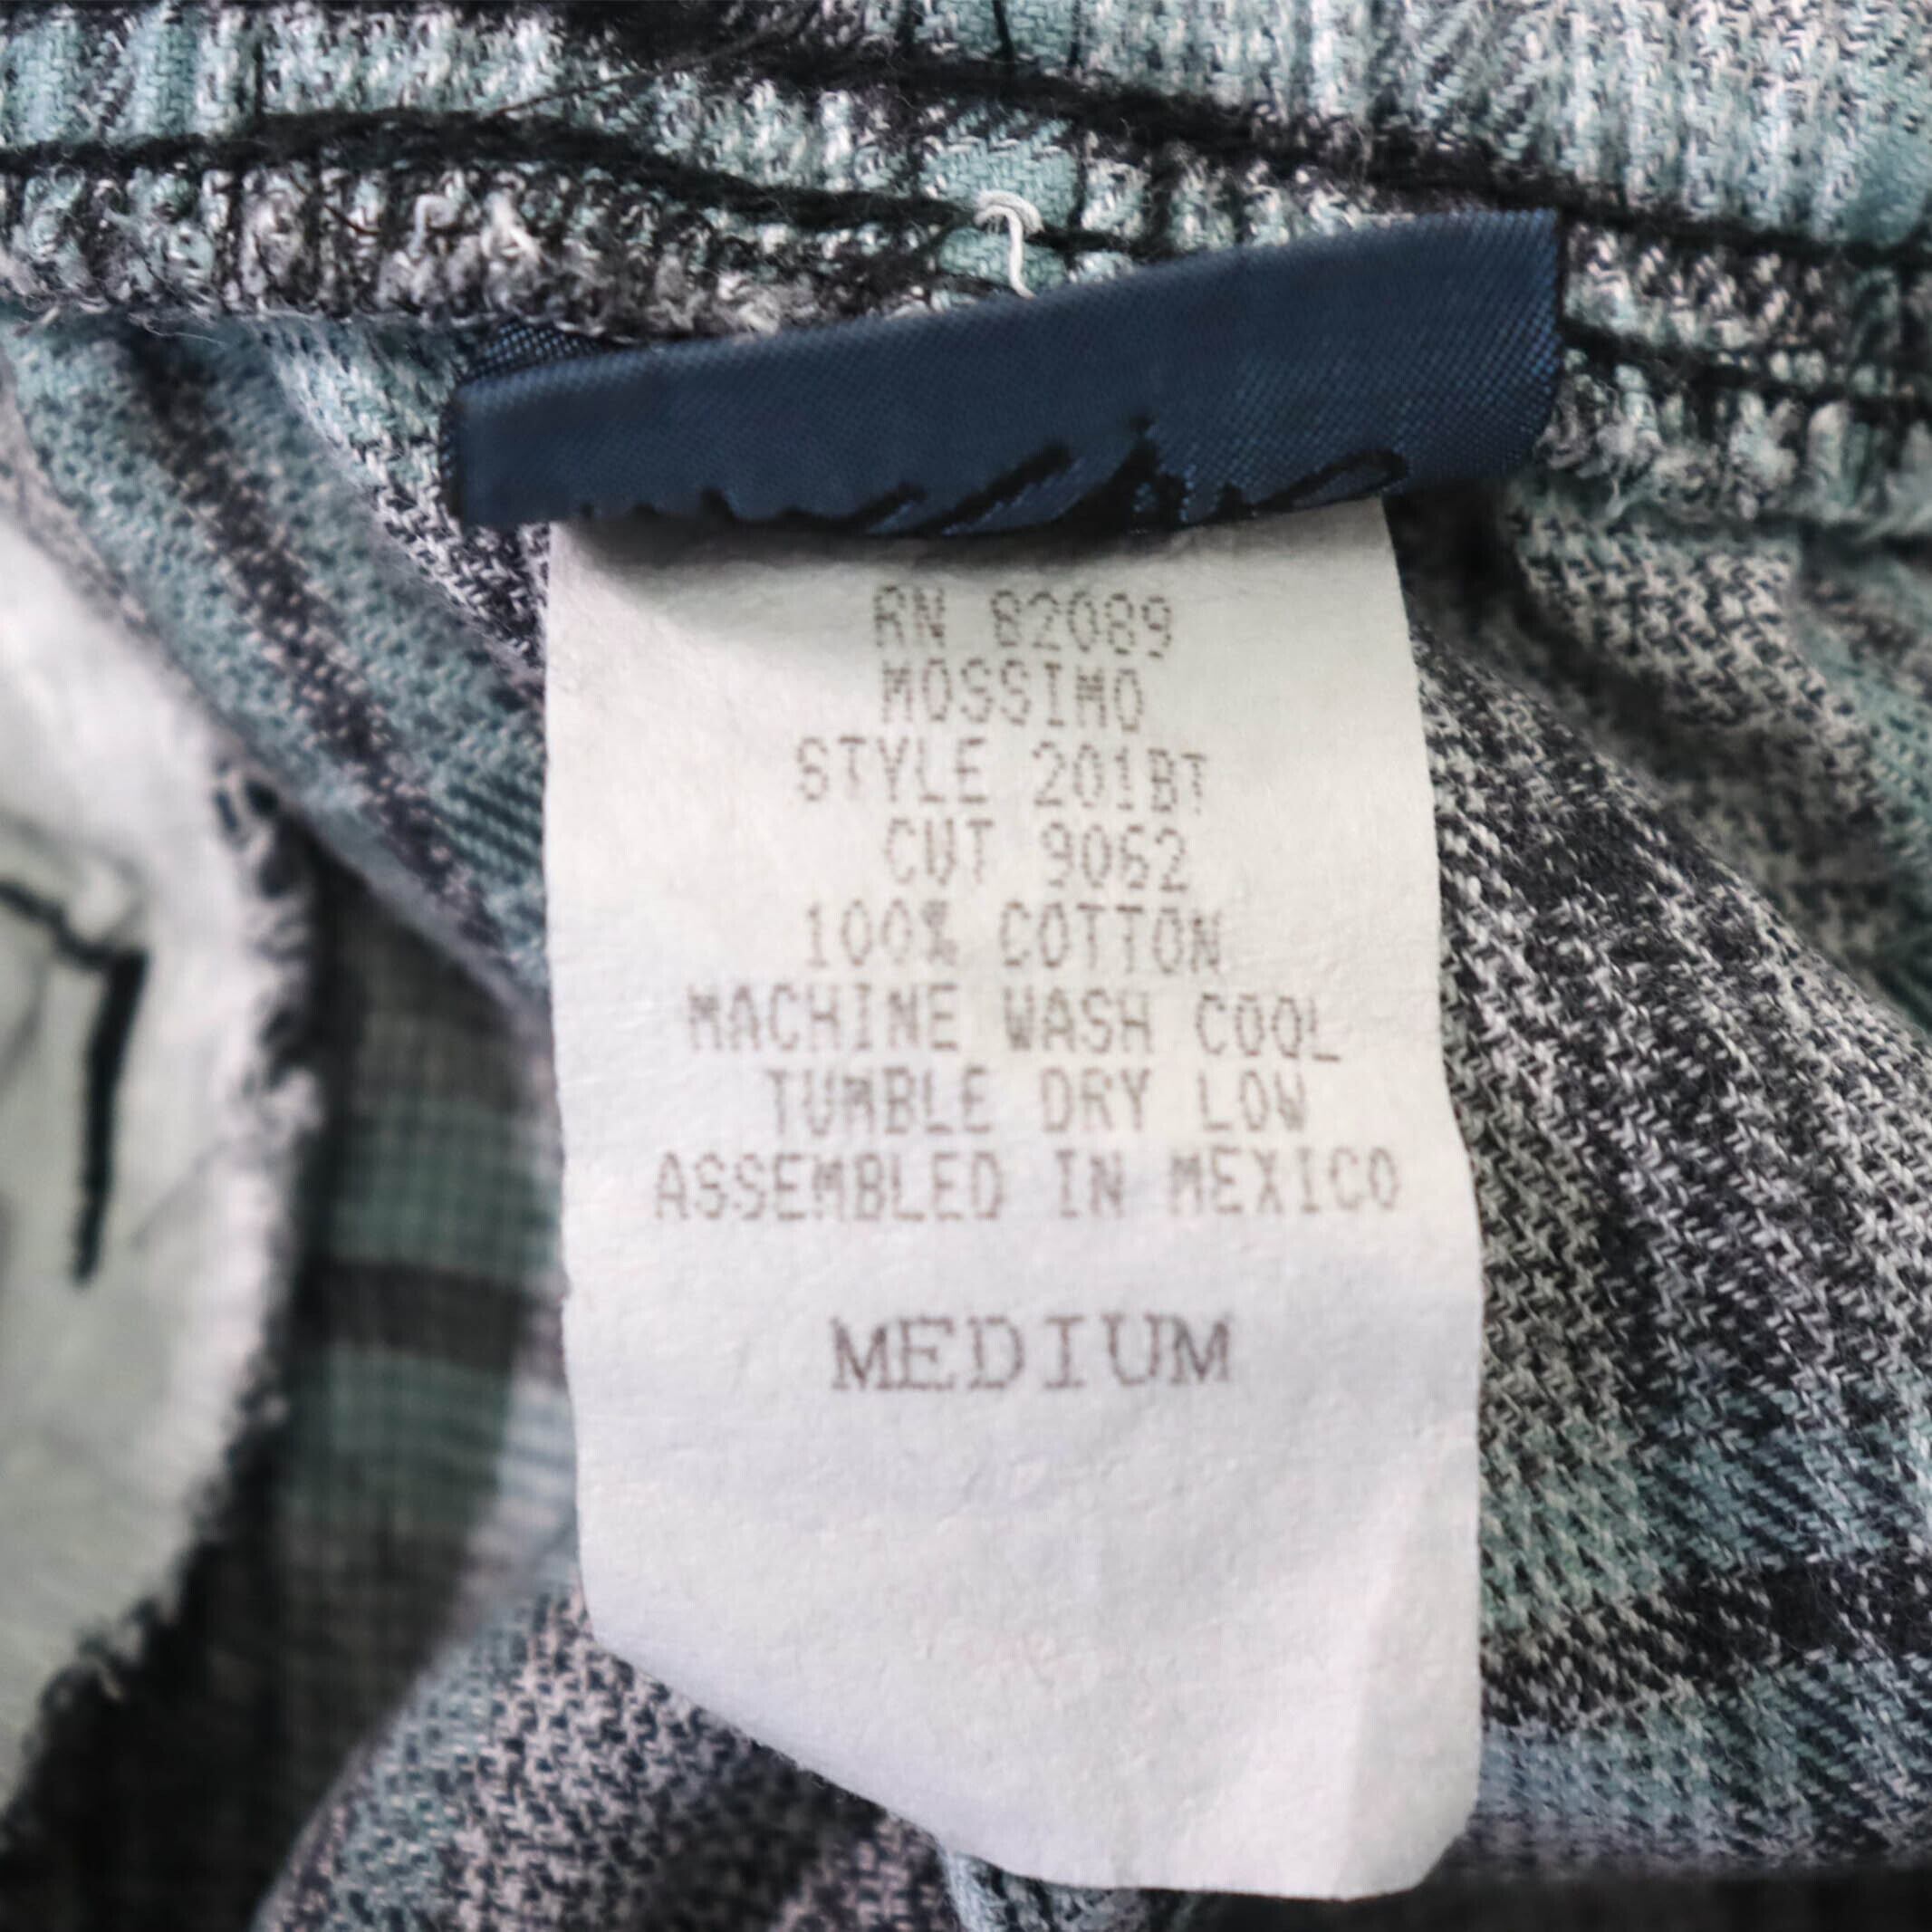 RN 82089
MOSSIMO
STYLE 201BT
CUT 9062
100% COTTON
MACHINE WASH COOL
TUMBLE DRY LOW
ASSEMBLED IN MEXICO
MEDIUM